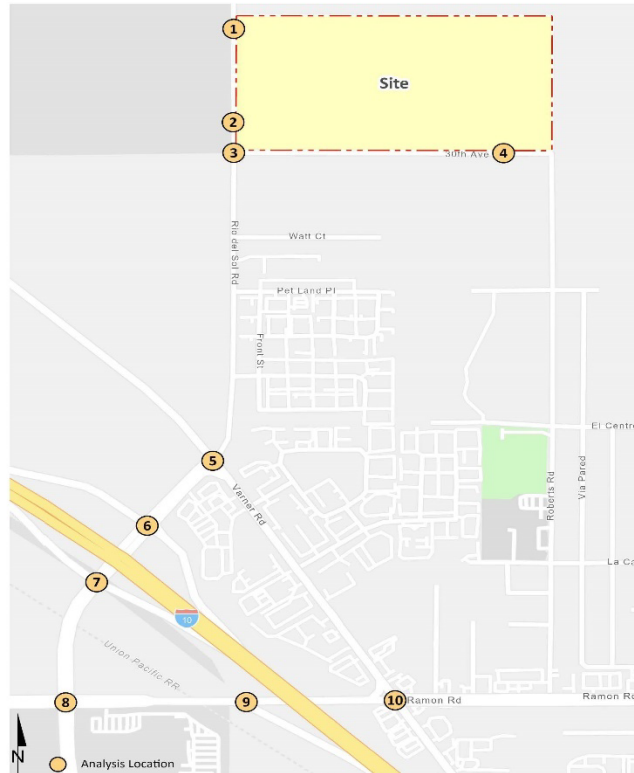 1
Site
2
3
30th Ave
4
Rio del Sol Rd
Watt Ct
Pet Land Pl
Front St
El Centro
5
Varner Rd
Roberts Rd
Via Pared
6
La Ca
7
10
Union Pacific RR
8
9
10
Ramon Rd
Ramon Rd
N
Analysis Location